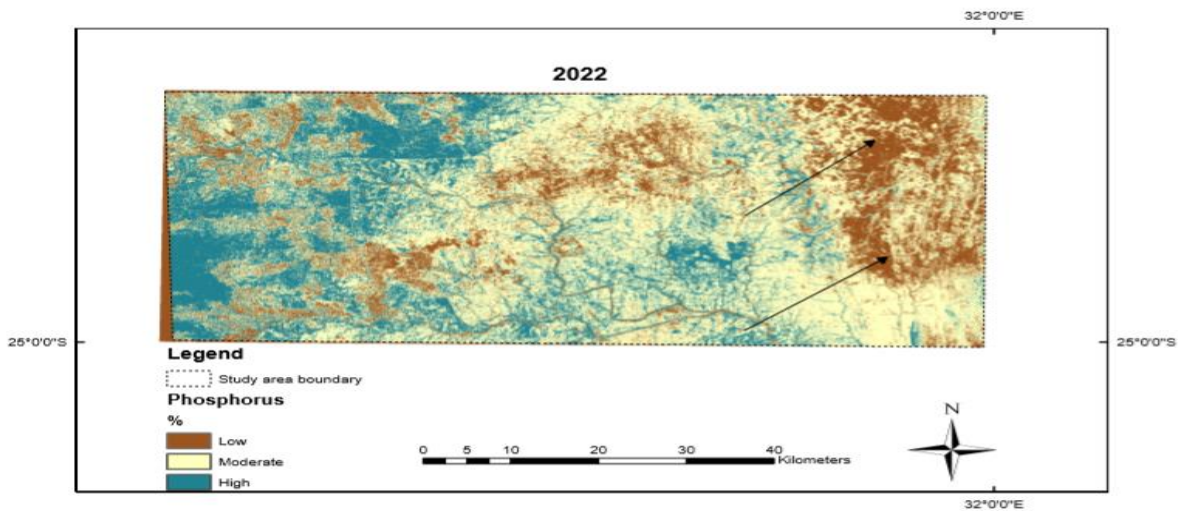 32°0'0"E
2022
25°0'0"S
25°0'0"S
Legend
Study area boundary
Phosphorus
%
Low
Moderate
High
0 5 10 20 30 40
Kilometers
N
32°0'0"E